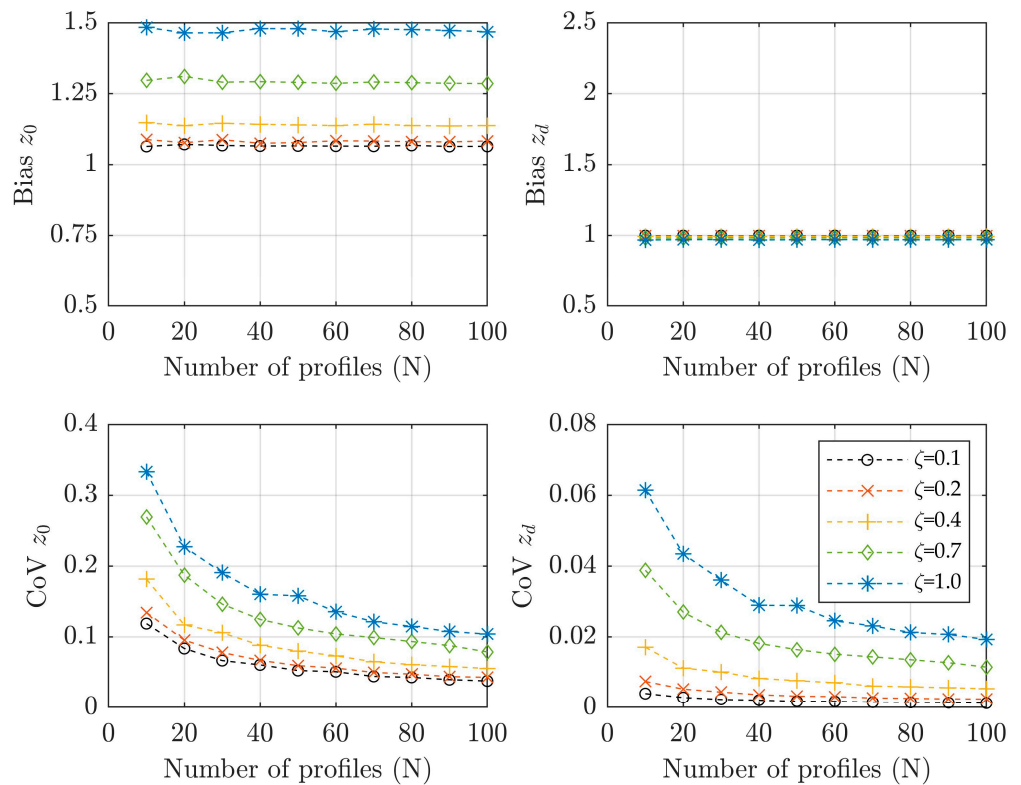 1.5
1.25
1
0.75
0.5
Bias z₀
0 20 40 60 80 100
Number of profiles (N)
2.5
2
1.5
1
0.5
Bias z_d
0 20 40 60 80 100
Number of profiles (N)
0.4
0.3
0.2
0.1
0
CoV z₀
0 20 40 60 80 100
Number of profiles (N)
0.08
0.06
0.04
0.02
0
CoV z_d
0 20 40 60 80 100
Number of profiles (N)
ζ=0.1
ζ=0.2
ζ=0.4
ζ=0.7
ζ=1.0